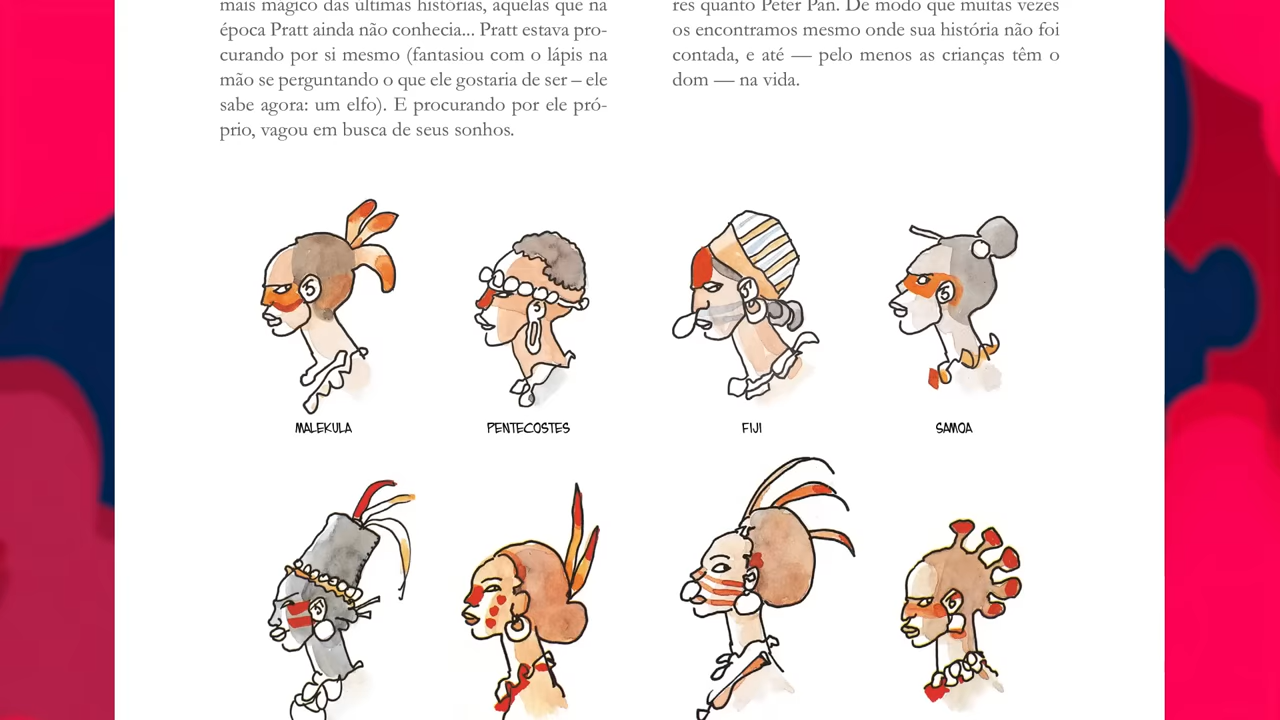 mais mágico das últimas histórias, aquelas que na
época Pratt ainda não conhecia... Pratt estava pro-
curando por si mesmo (fantasiou com o lápis na
mão se perguntando o que ele gostaria de ser – ele
sabe agora: um elfo). E procurando por ele pró-
prio, vagou em busca de seus sonhos.
res quanto Peter Pan. De modo que muitas vezes
os encontramos mesmo onde sua história não foi
contada, e até — pelo menos as crianças têm o
dom — na vida.
MALEKULA
PENTECOSTES
FIJI
SAMOA